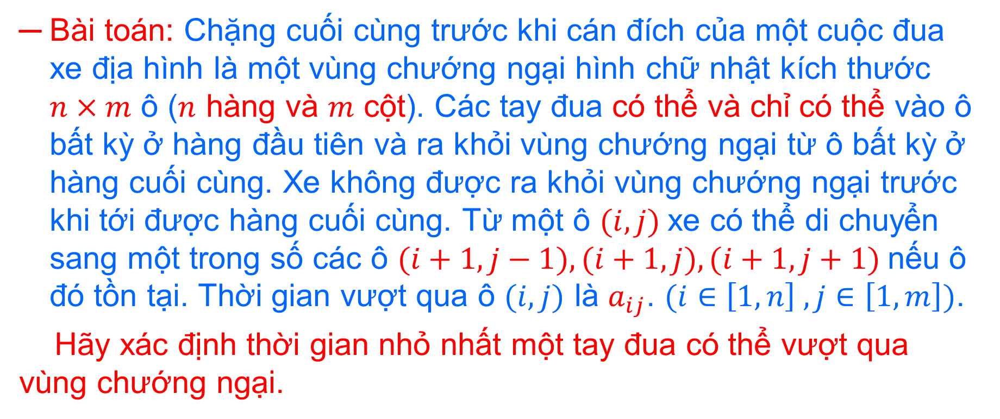 — Bài toán: Chặng cuối cùng trước khi cán đích của một cuộc đua
xe địa hình là một vùng chướng ngại hình chữ nhật kích thước
n × m ô (n hàng và m cột). Các tay đua có thể và chỉ có thể vào ô
bất kỳ ở hàng đầu tiên và ra khỏi vùng chướng ngại từ ô bất kỳ ở
hàng cuối cùng. Xe không được ra khỏi vùng chướng ngại trước
khi tới được hàng cuối cùng. Từ một ô (i, j) xe có thể di chuyển
sang một trong số các ô (i + 1, j − 1), (i + 1, j), (i + 1, j + 1) nếu ô
đó tồn tại. Thời gian vượt qua ô (i, j) là a_{ij}. (i ∈ [1, n] , j ∈ [1, m]).
Hãy xác định thời gian nhỏ nhất một tay đua có thể vượt qua
vùng chướng ngại.